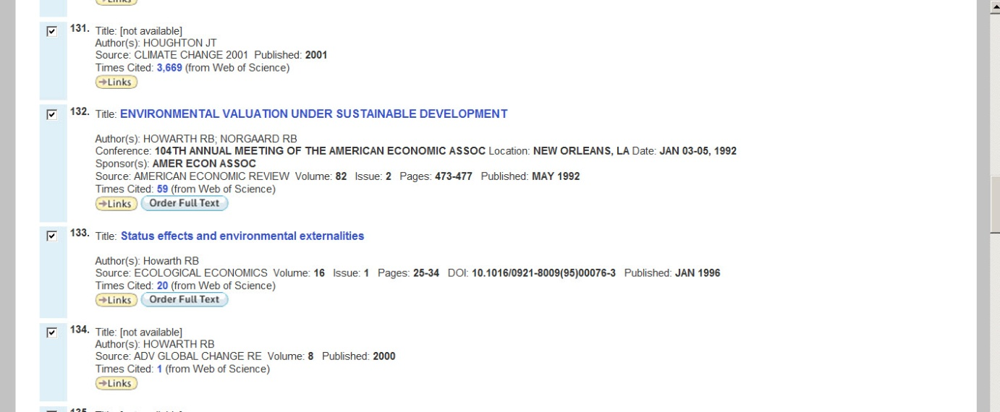 Links
131. Title: [not available]
Author(s): HOUGHTON JT
Source: CLIMATE CHANGE 2001 Published: 2001
Times Cited: 3,669 (from Web of Science)
Links
132. Title: ENVIRONMENTAL VALUATION UNDER SUSTAINABLE DEVELOPMENT
Author(s): HOWARTH RB; NORGAARD RB
Conference: 104TH ANNUAL MEETING OF THE AMERICAN ECONOMIC ASSOC Location: NEW ORLEANS, LA Date: JAN 03-05, 1992
Sponsor(s): AMER ECON ASSOC
Source: AMERICAN ECONOMIC REVIEW Volume: 82 Issue: 2 Pages: 473-477 Published: MAY 1992
Times Cited: 59 (from Web of Science)
Links Order Full Text
133. Title: Status effects and environmental externalities
Author(s): Howarth RB
Source: ECOLOGICAL ECONOMICS Volume: 16 Issue: 1 Pages: 25-34 DOI: 10.1016/0921-8009(95)00076-3 Published: JAN 1996
Times Cited: 20 (from Web of Science)
Links Order Full Text
134. Title: [not available]
Author(s): HOWARTH RB
Source: ADV GLOBAL CHANGE RE Volume: 8 Published: 2000
Times Cited: 1 (from Web of Science)
Links
135.